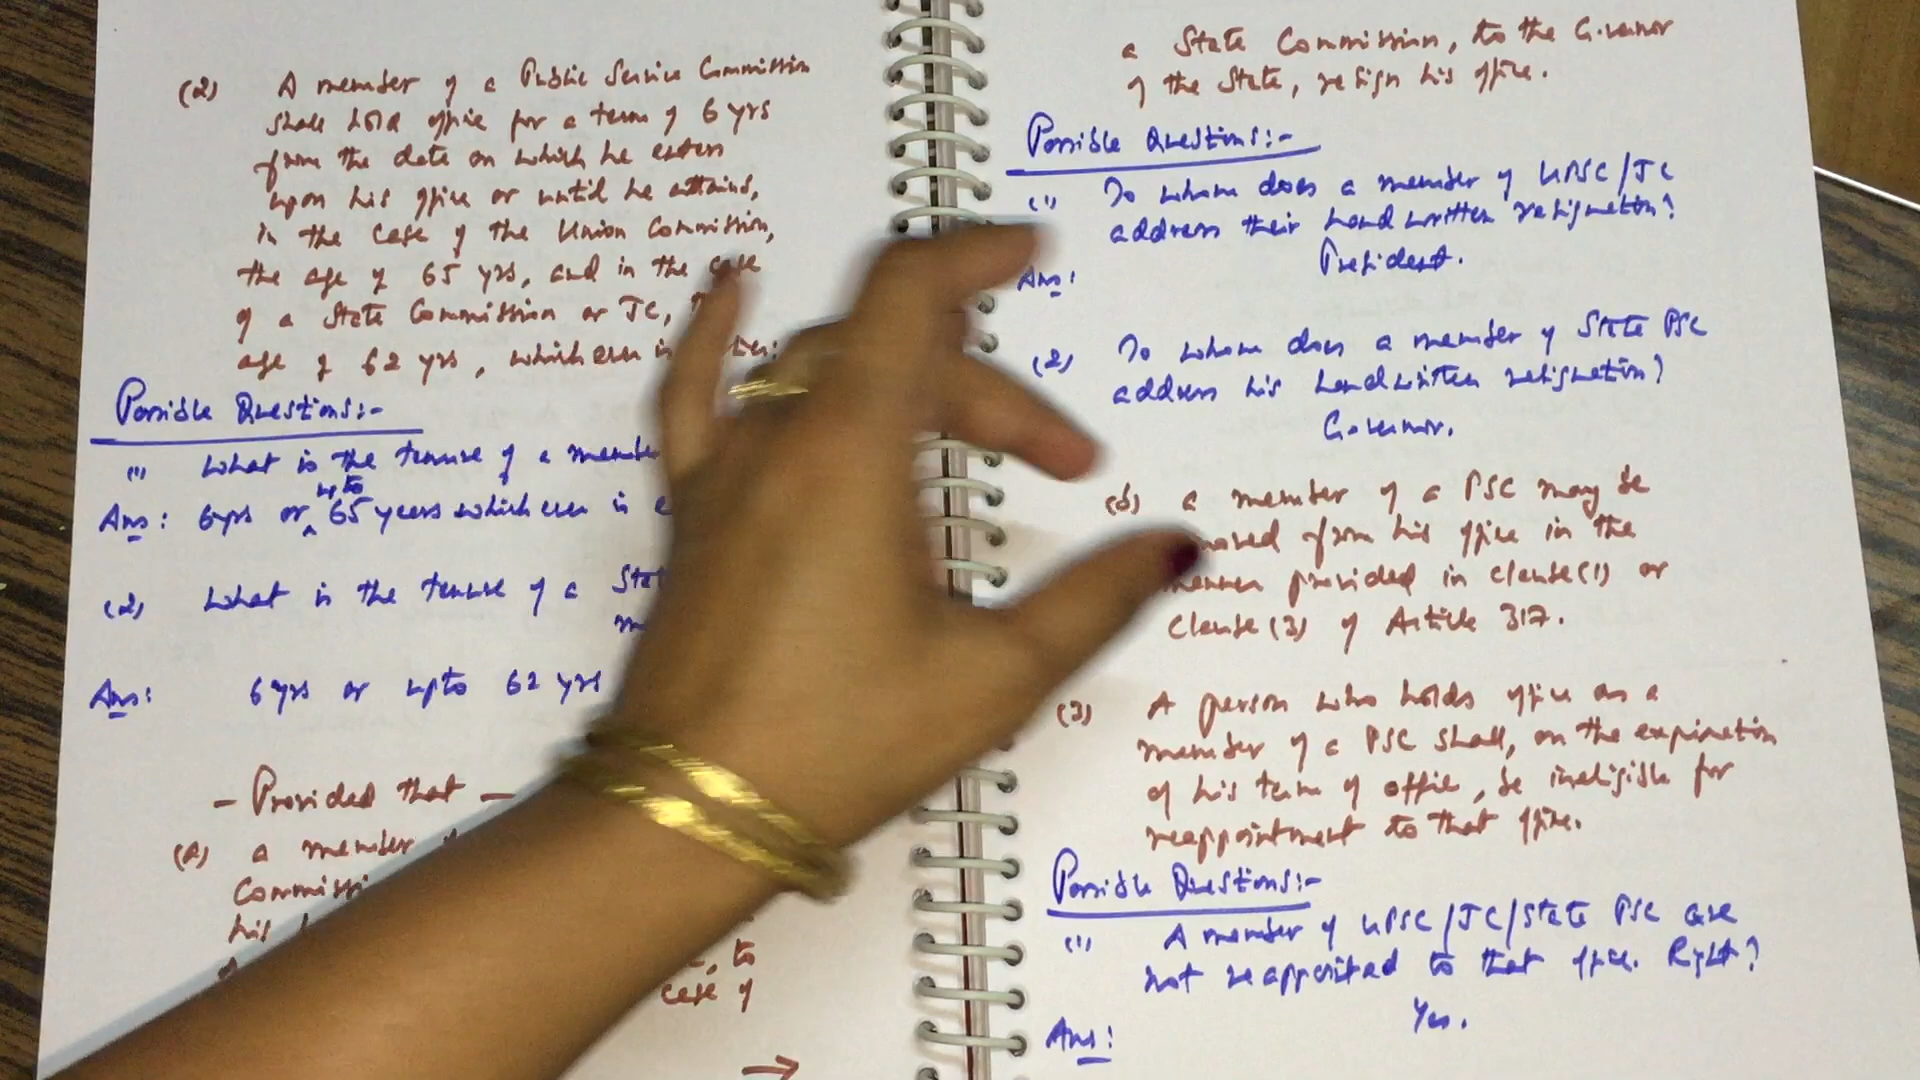 (2) A member of a Public Service Commission
shall hold office for a term of 6 yrs
from the date on which he enters
upon his office or until he attains,
in the case of the Union Commission,
the age of 65 yrs, and in the case
of a State Commission or JC,
age of 62 yrs, which ever is
Possible Questions:-
(1) What is the tenure of a member
Ans: 6 yrs or upto 65 years which ever is
(2) What is the tenure of a
Ans: 6 yrs or upto 62 yrs
- Provided that -
(A) a member
his
, to
case of
a State Commission, to the Governor
of the State, resign his office.
Possible Questions:-
(1) To whom does a member of UPSC/JC
address their hand written resignation?
Ans: President.
(2) To whom does a member of State PSC
address his handwritten resignation?
Governor.
(b) a member of a PSC may be
from his office in the
provided in clause (1) or
Clause (3) of Article 317.
(3) A person who holds office as a
member of a PSC shall, on the expiration
of his term of office, be ineligible for
reappointment to that office.
Possible Questions:-
(1) A member of UPSC/JC/State PSC are
not reappointed to that office. Right?
Yes.
Ans: